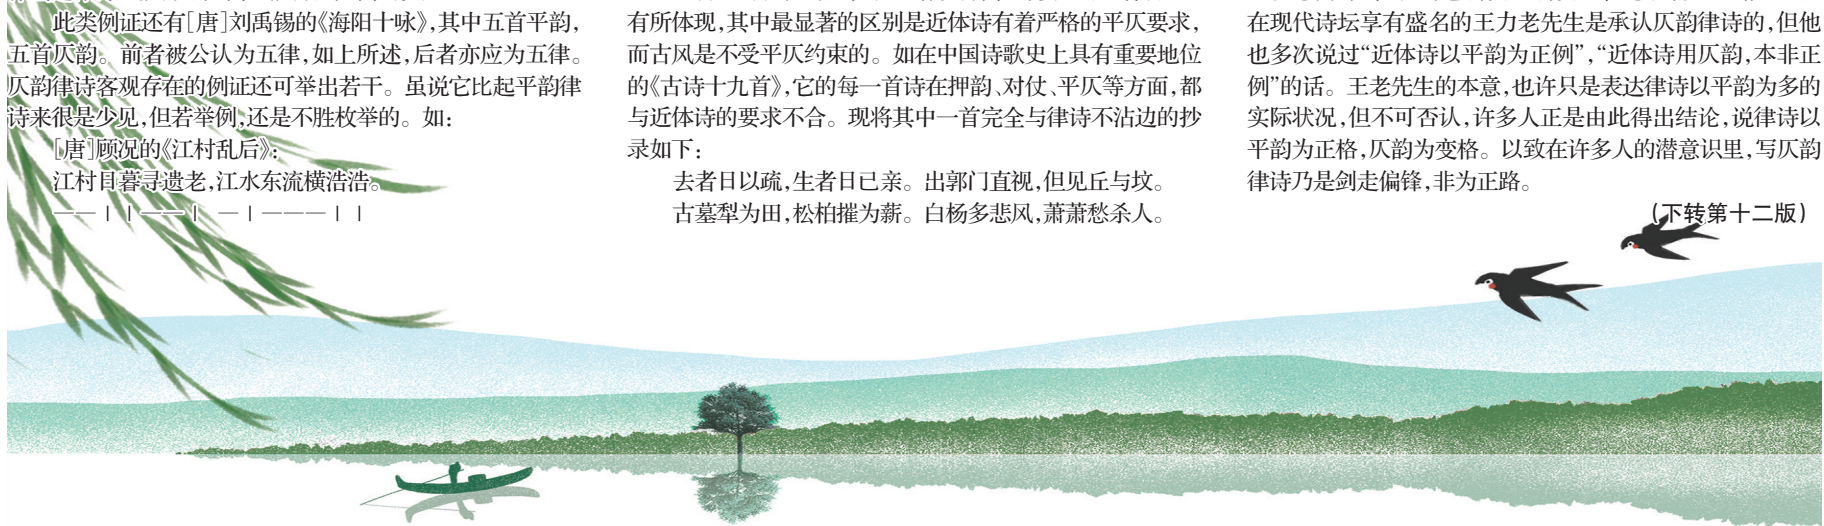 此类例证还有[唐]刘禹锡的《海阳十咏》,其中五首平韵,
五首仄韵。前者被公认为五律,如上所述,后者亦应为五律。
仄韵律诗客观存在的例证还可举出若干。虽说它比起平韵律
诗来很是少见,但若举例,还是不胜枚举的。如:
[唐]顾况的《江村乱后》:
江村日暮寻遗老,江水东流横浩浩。
——||——| —|———||
有所体现,其中最显著的区别是近体诗有着严格的平仄要求,
而古风是不受平仄约束的。如在中国诗歌史上具有重要地位
的《古诗十九首》,它的每一首诗在押韵、对仗、平仄等方面,都
与近体诗的要求不合。现将其中一首完全与律诗不沾边的抄
录如下:
去者日以疏,生者日已亲。出郭门直视,但见丘与坟。
古墓犁为田,松柏摧为薪。白杨多悲风,萧萧愁杀人。
在现代诗坛享有盛名的王力老先生是承认仄韵律诗的,但他
也多次说过“近体诗以平韵为正例”,“近体诗用仄韵,本非正
例”的话。王老先生的本意,也许只是表达律诗以平韵为多的
实际状况,但不可否认,许多人正是由此得出结论,说律诗以
平韵为正格,仄韵为变格。以致在许多人的潜意识里,写仄韵
律诗乃是剑走偏锋,非为正路。
(下转第十二版)